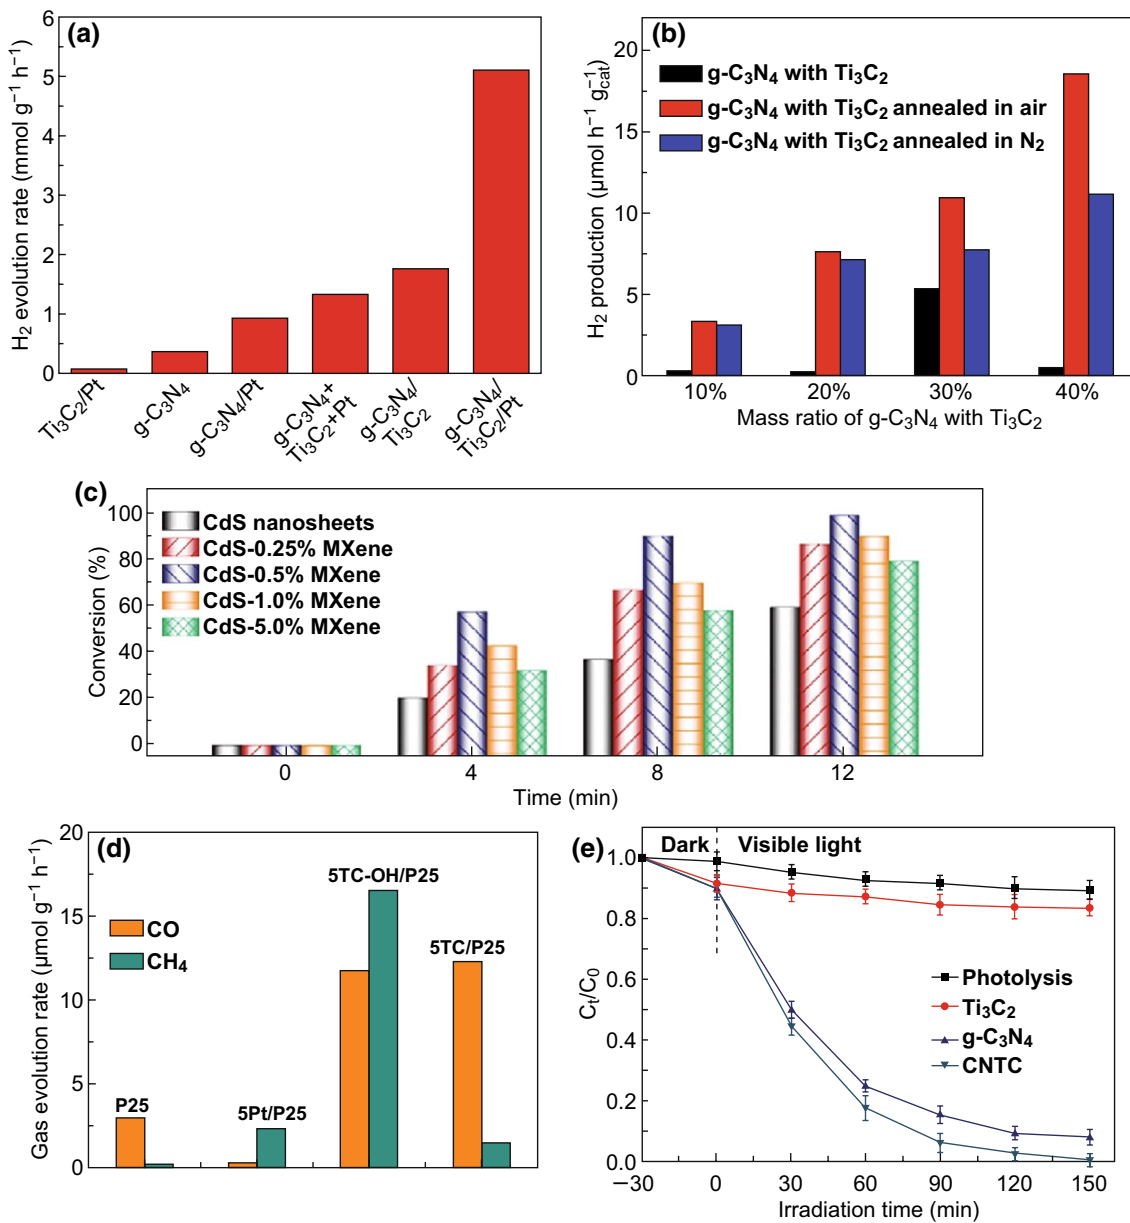 (a)
H₂ evolution rate (mmol g⁻¹ h⁻¹)
6
5
4
3
2
1
0
Ti₃C₂/Pt
g-C₃N₄
g-C₃N₄/Pt
g-C₃N₄+
Ti₃C₂+Pt
g-C₃N₄/
Ti₃C₂
g-C₃N₄/
Ti₃C₂/Pt
(b)
H₂ production (µmol h⁻¹ g⁻¹cat)
20
15
10
5
0
g-C₃N₄ with Ti₃C₂
g-C₃N₄ with Ti₃C₂ annealed in air
g-C₃N₄ with Ti₃C₂ annealed in N₂
10% 20% 30% 40%
Mass ratio of g-C₃N₄ with Ti₃C₂
(c)
Conversion (%)
100
80
60
40
20
0
CdS nanosheets
CdS-0.25% MXene
CdS-0.5% MXene
CdS-1.0% MXene
CdS-5.0% MXene
0 4 8 12
Time (min)
(d)
Gas evolution rate (µmol g⁻¹ h⁻¹)
20
15
10
5
0
CO
CH₄
P25
5Pt/P25
5TC-OH/P25
5TC/P25
(e)
Cₜ/C₀
1.0
0.8
0.6
0.4
0.2
0.0
Dark Visible light
Photolysis
Ti₃C₂
g-C₃N₄
CNTC
−30 0 30 60 90 120 150
Irradiation time (min)